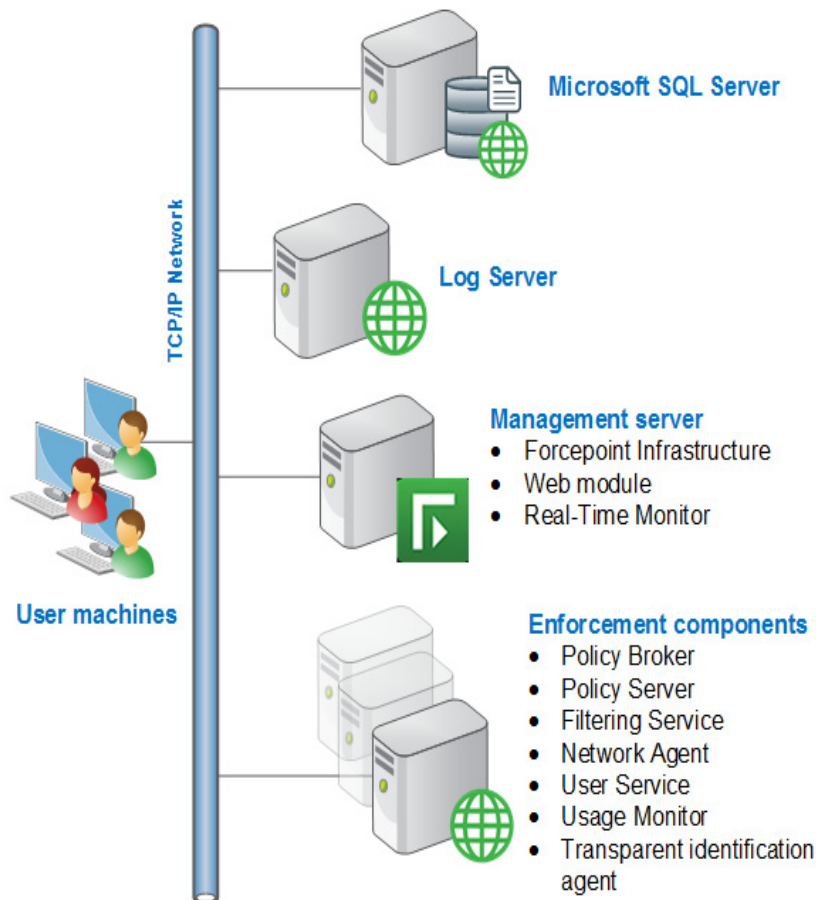 Microsoft SQL Server
TCP/IP Network
Log Server
Management server
• Forcepoint Infrastructure
• Web module
• Real-Time Monitor
User machines
Enforcement components
• Policy Broker
• Policy Server
• Filtering Service
• Network Agent
• User Service
• Usage Monitor
• Transparent identification
agent